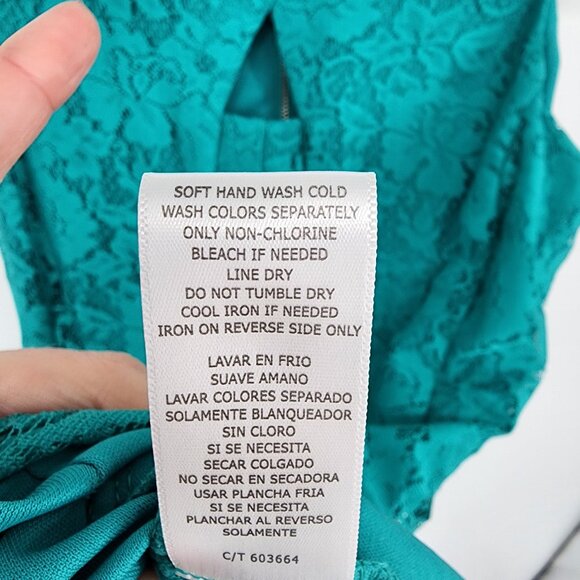 SOFT HAND WASH COLD
WASH COLORS SEPARATELY
ONLY NON-CHLORINE
BLEACH IF NEEDED
LINE DRY
DO NOT TUMBLE DRY
COOL IRON IF NEEDED
IRON ON REVERSE SIDE ONLY
LAVAR EN FRIO
SUAVE AMANO
LAVAR COLORES SEPARADO
SOLAMENTE BLANQUEADOR
SIN CLORO
SI SE NECESITA
SECAR COLGADO
NO SECAR EN SECADORA
USAR PLANCHA FRIA
SI SE NECESITA
PLANCHAR AL REVERSO
SOLAMENTE
C/T 603664